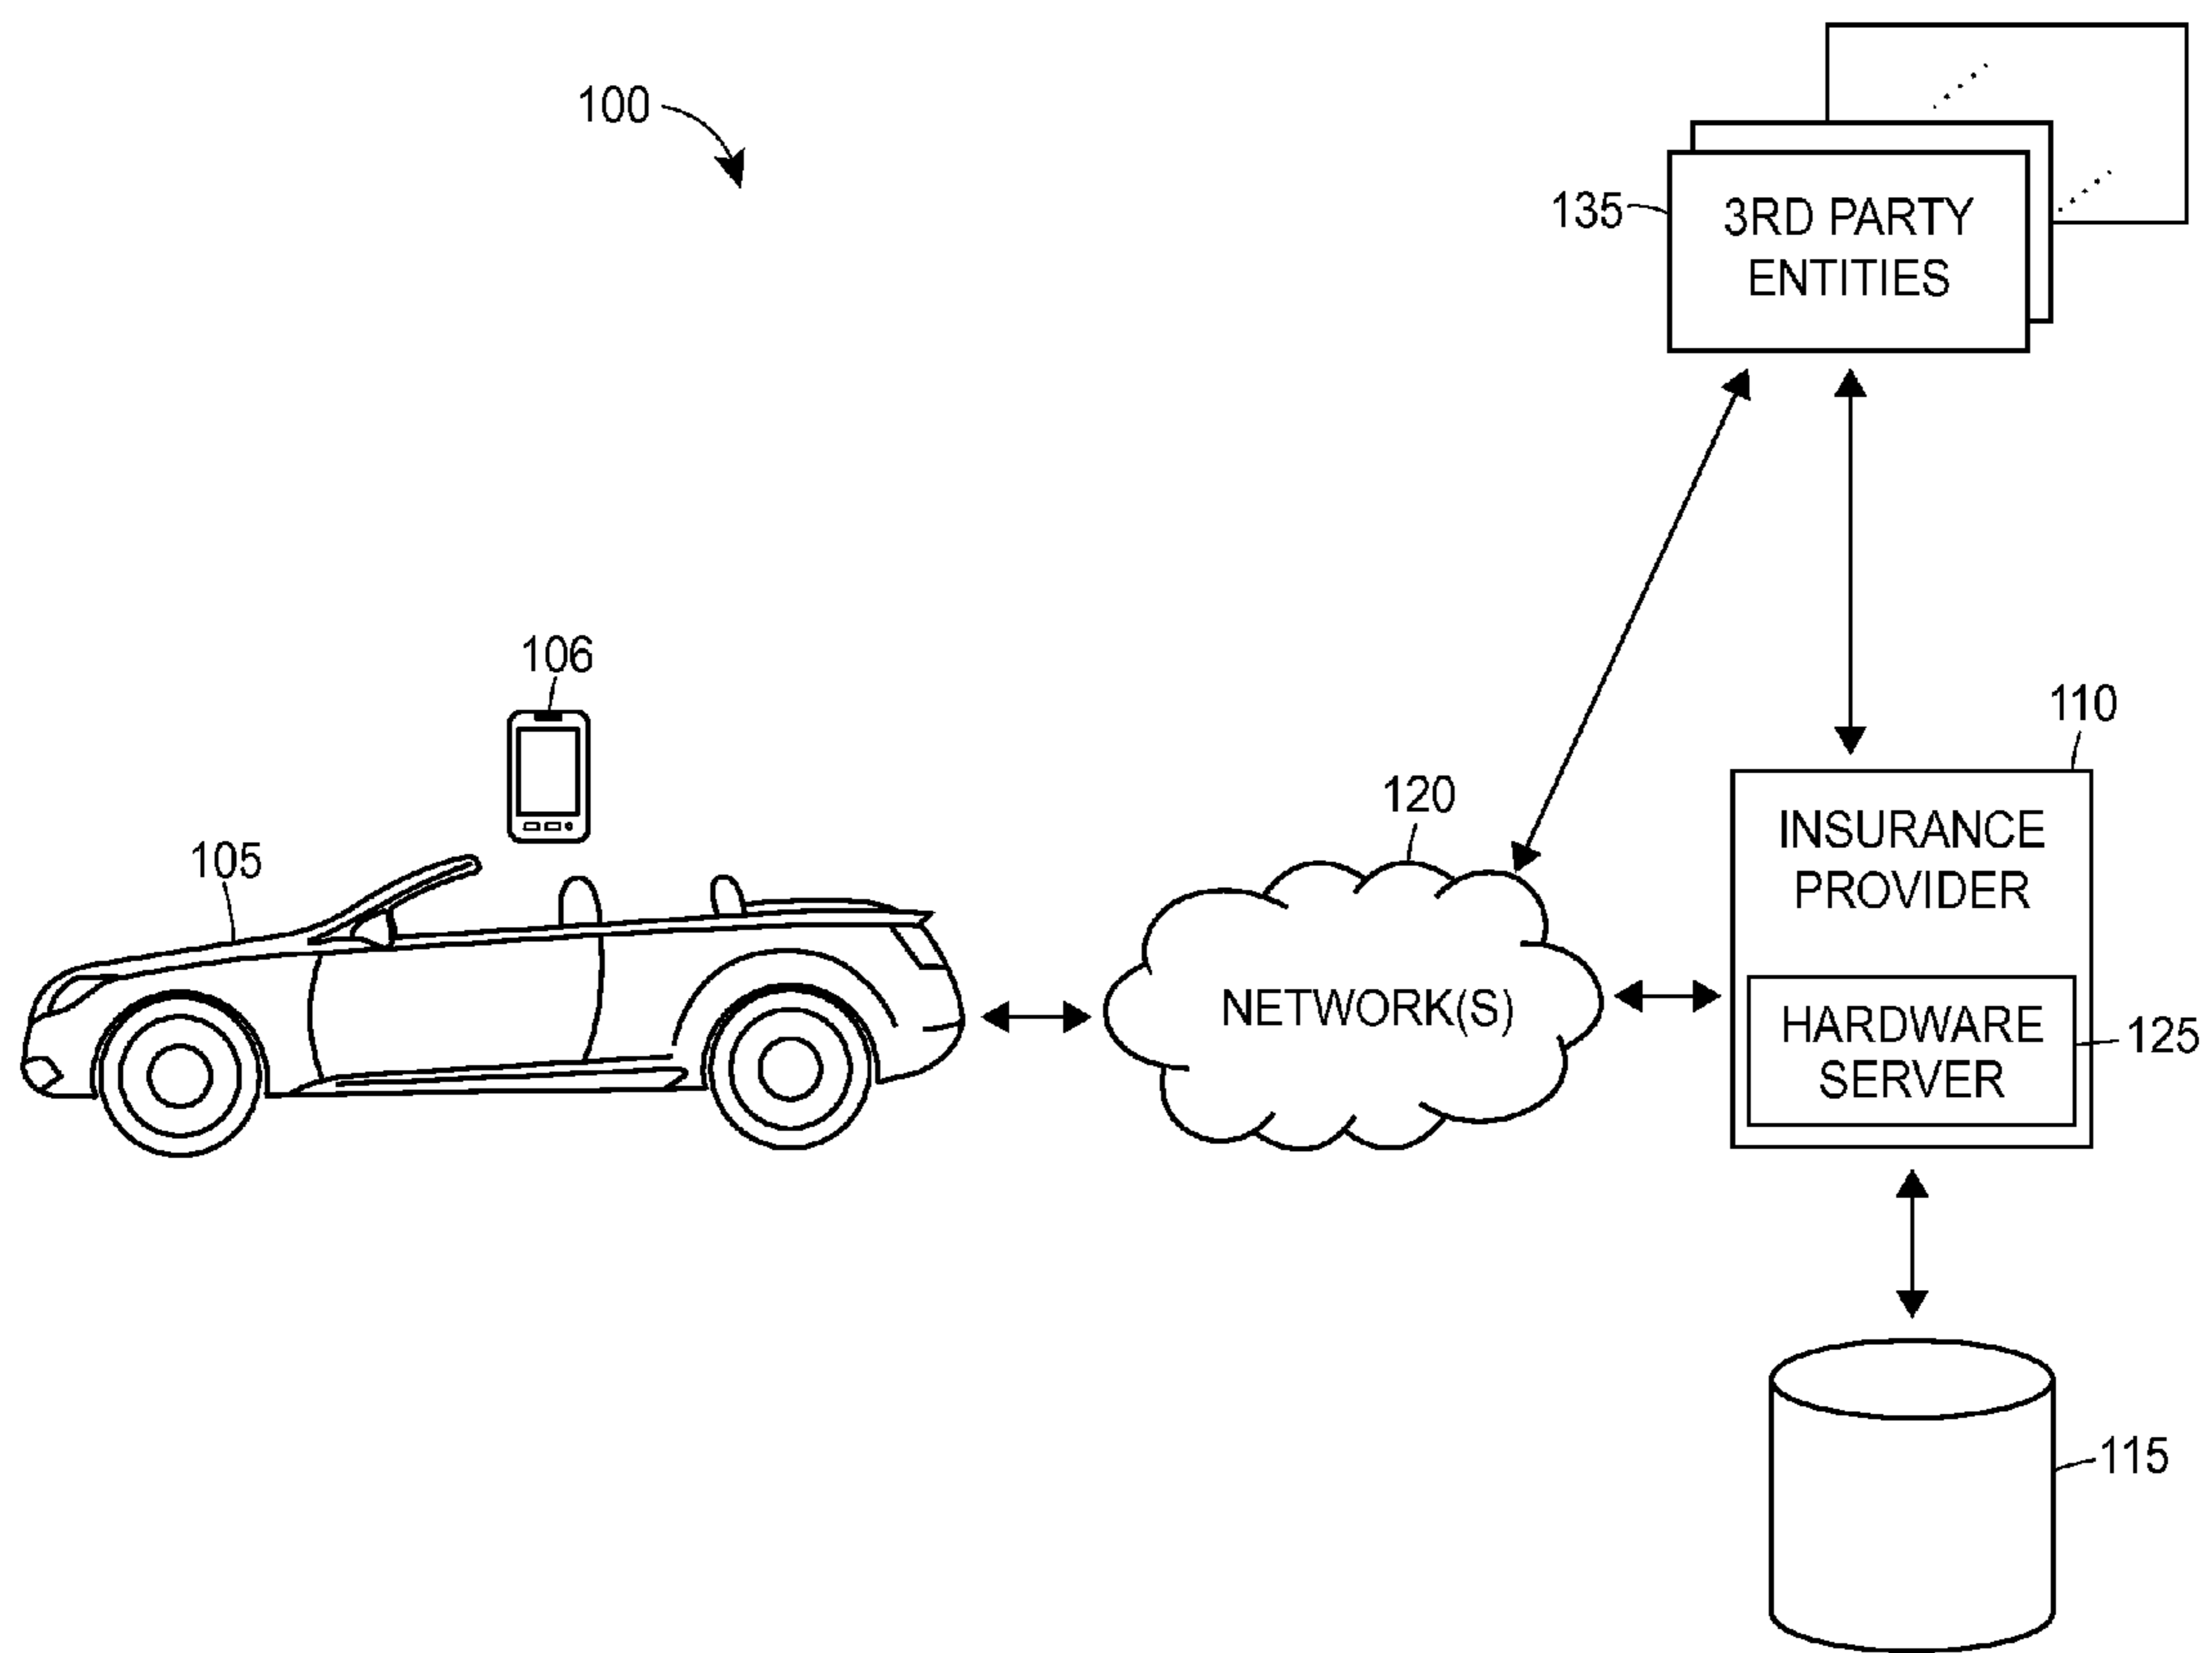 100
135
3RD PARTY
ENTITIES
106
110
120
INSURANCE
PROVIDER
105
NETWORK(S)
HARDWARE
SERVER
125
115